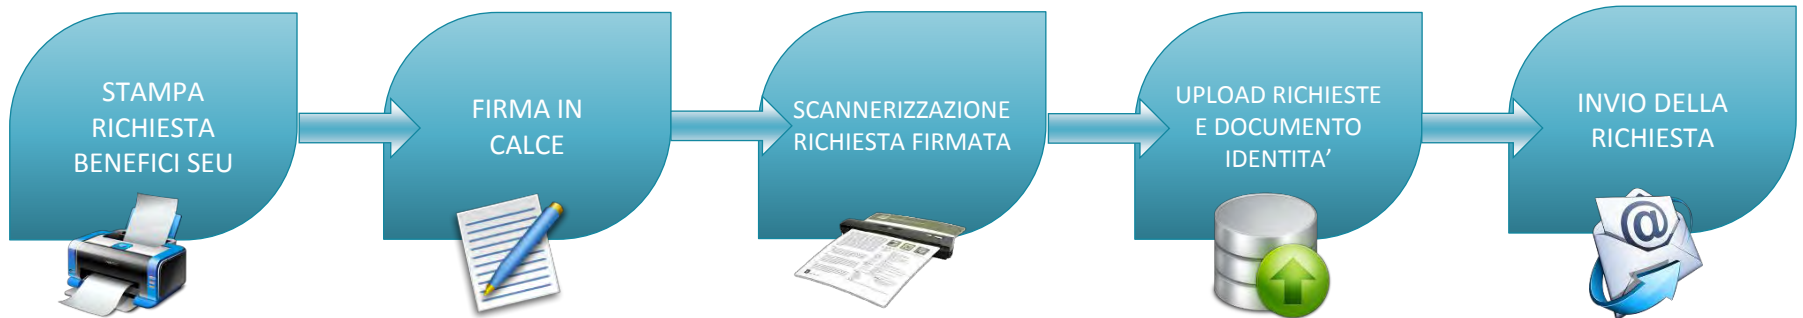 STAMPA
RICHIESTA
BENEFICI SEU
FIRMA IN
CALCE
SCANNERIZZAZIONE
RICHIESTA FIRMATA
UPLOAD RICHIESTE
E DOCUMENTO
IDENTITA’
INVIO DELLA
RICHIESTA
@